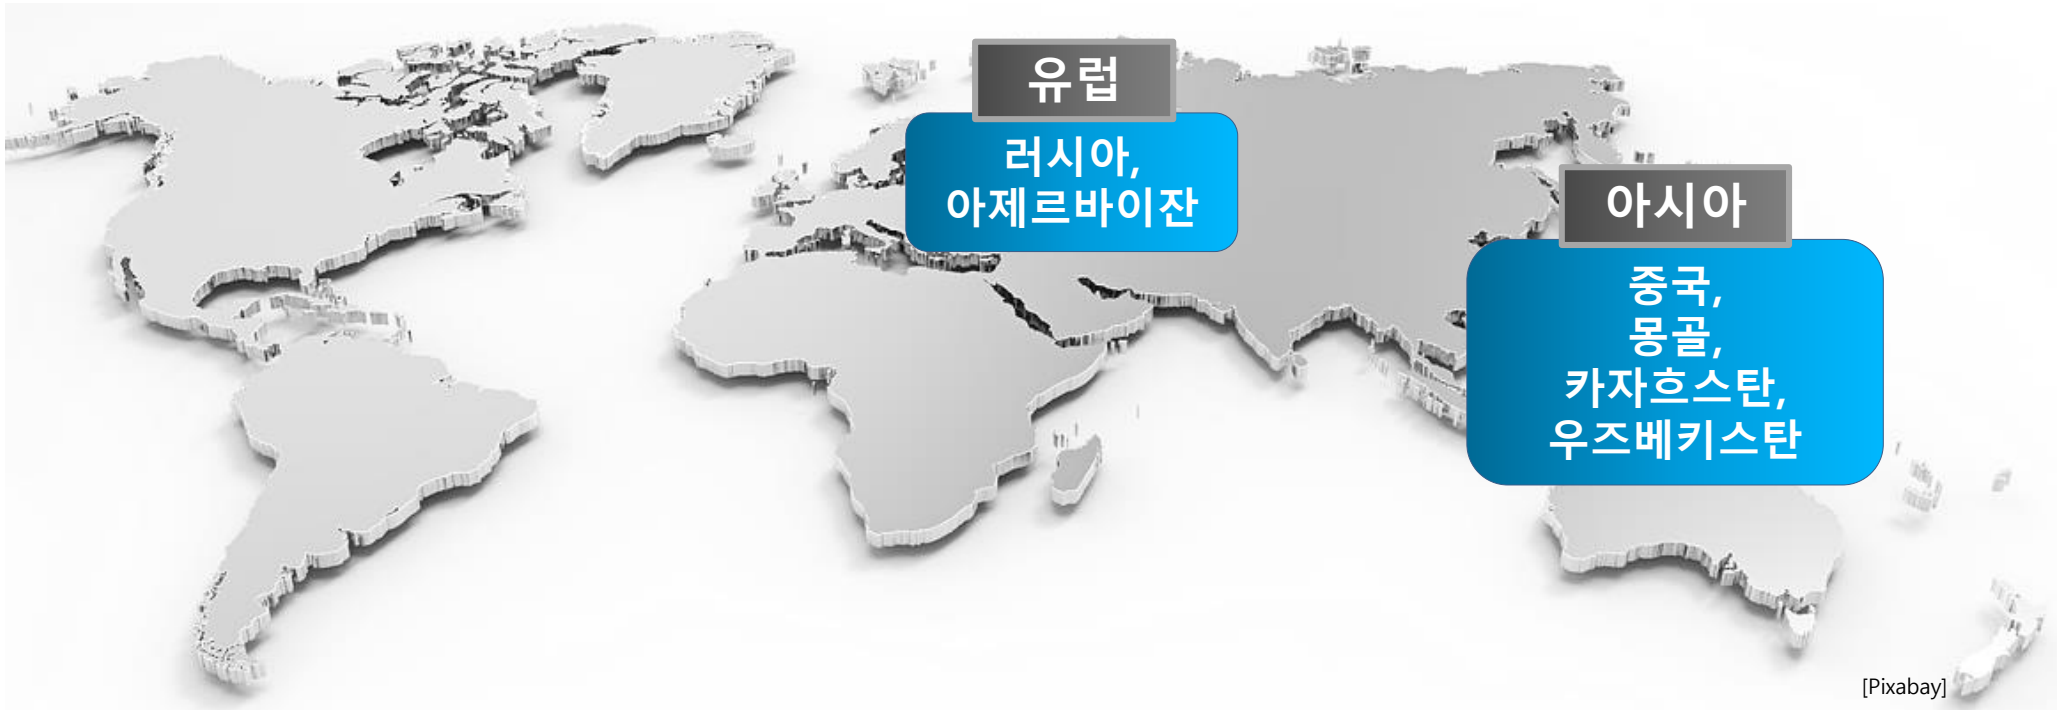 유럽
러시아,
아제르바이잔
아시아
중국,
몽골,
카자흐스탄,
우즈베키스탄
[Pixabay]